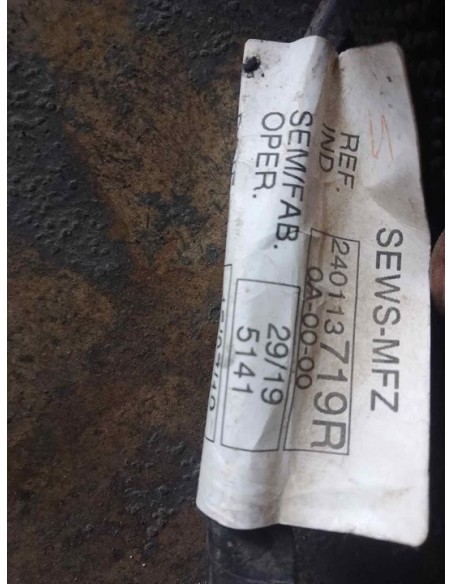 SEWS-MFZ
REF. 240113719R
IND 0A-00-00
SEM/FAB. 29/19
OPER. 5141